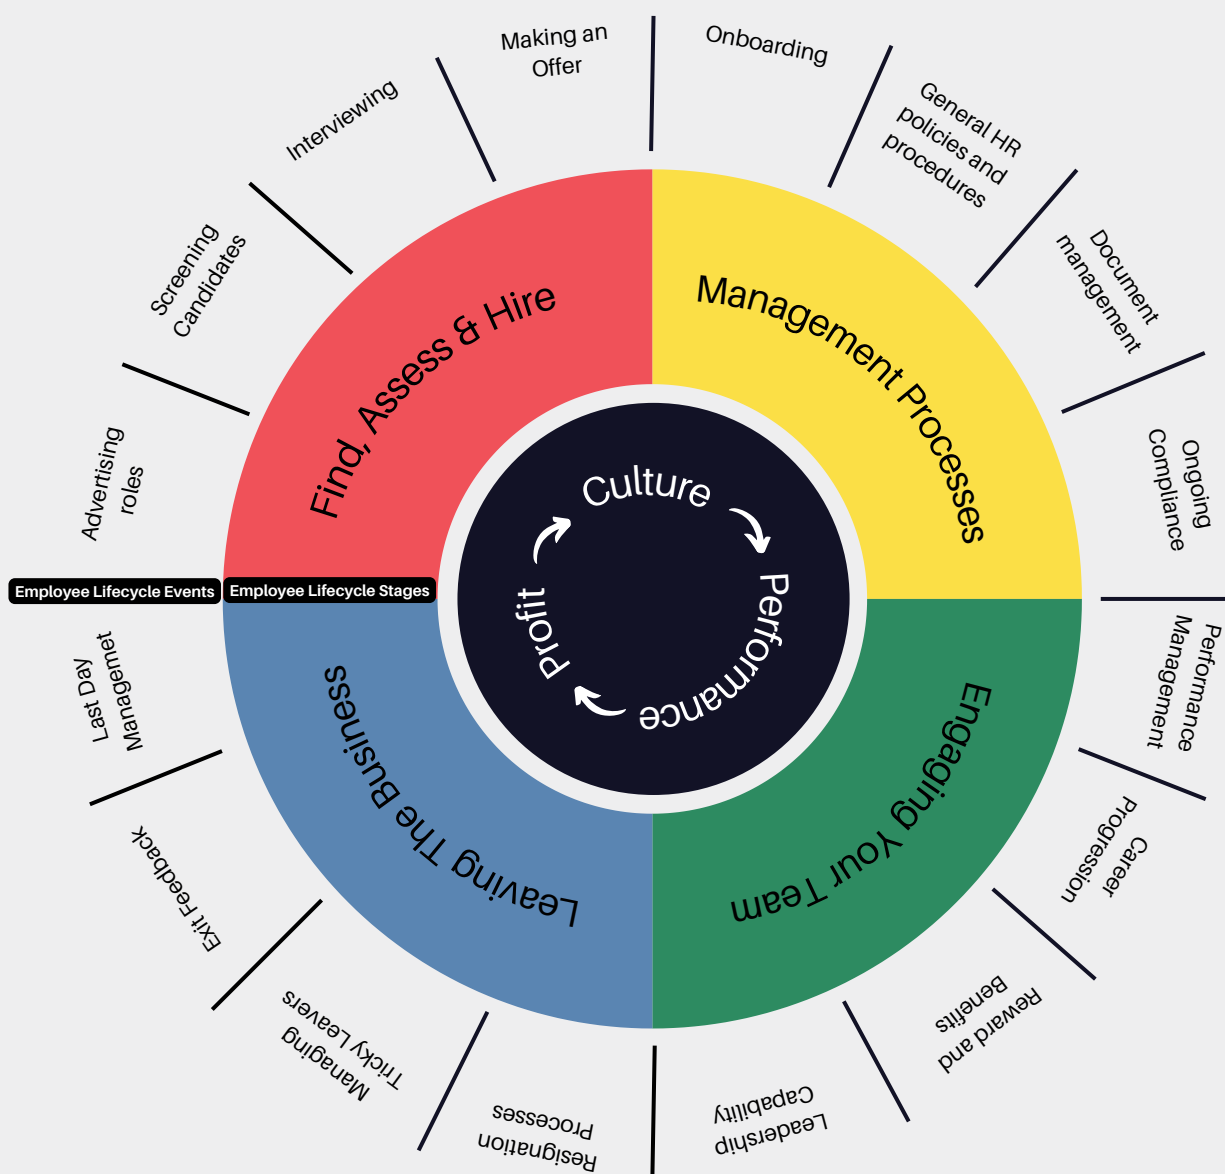 Making an
Offer
Onboarding
General HR
policies and
procedures
Document
management
Ongoing
Compliance
Performance
Management
Career
Progression
Reward and
Benefits
Leadership
Capability
Resignation
Processes
Managing
Tricky Leavers
Exit Feedback
Last Day
Managemet
Employee Lifecycle Events
Employee Lifecycle Stages
Advertising
roles
Screening
Candidates
Interviewing
Find, Assess & Hire
Management Processes
Engaging Your Team
Leaving The Business
Culture
Performance
Profit